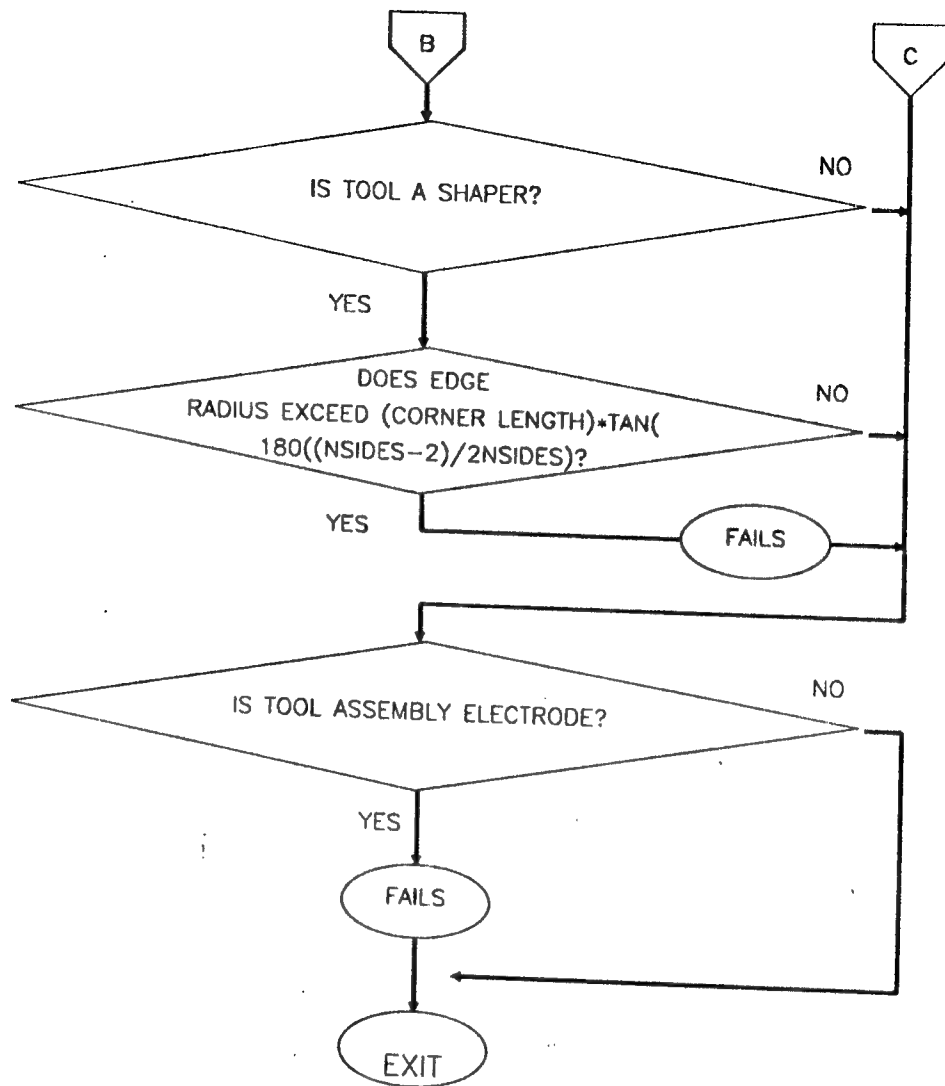 B
C
IS TOOL A SHAPER?
NO
YES
DOES EDGE
RADIUS EXCEED (CORNER LENGTH)*TAN(
180((NSIDES-2)/2NSIDES)?
NO
YES
FAILS
IS TOOL ASSEMBLY ELECTRODE?
NO
YES
FAILS
EXIT